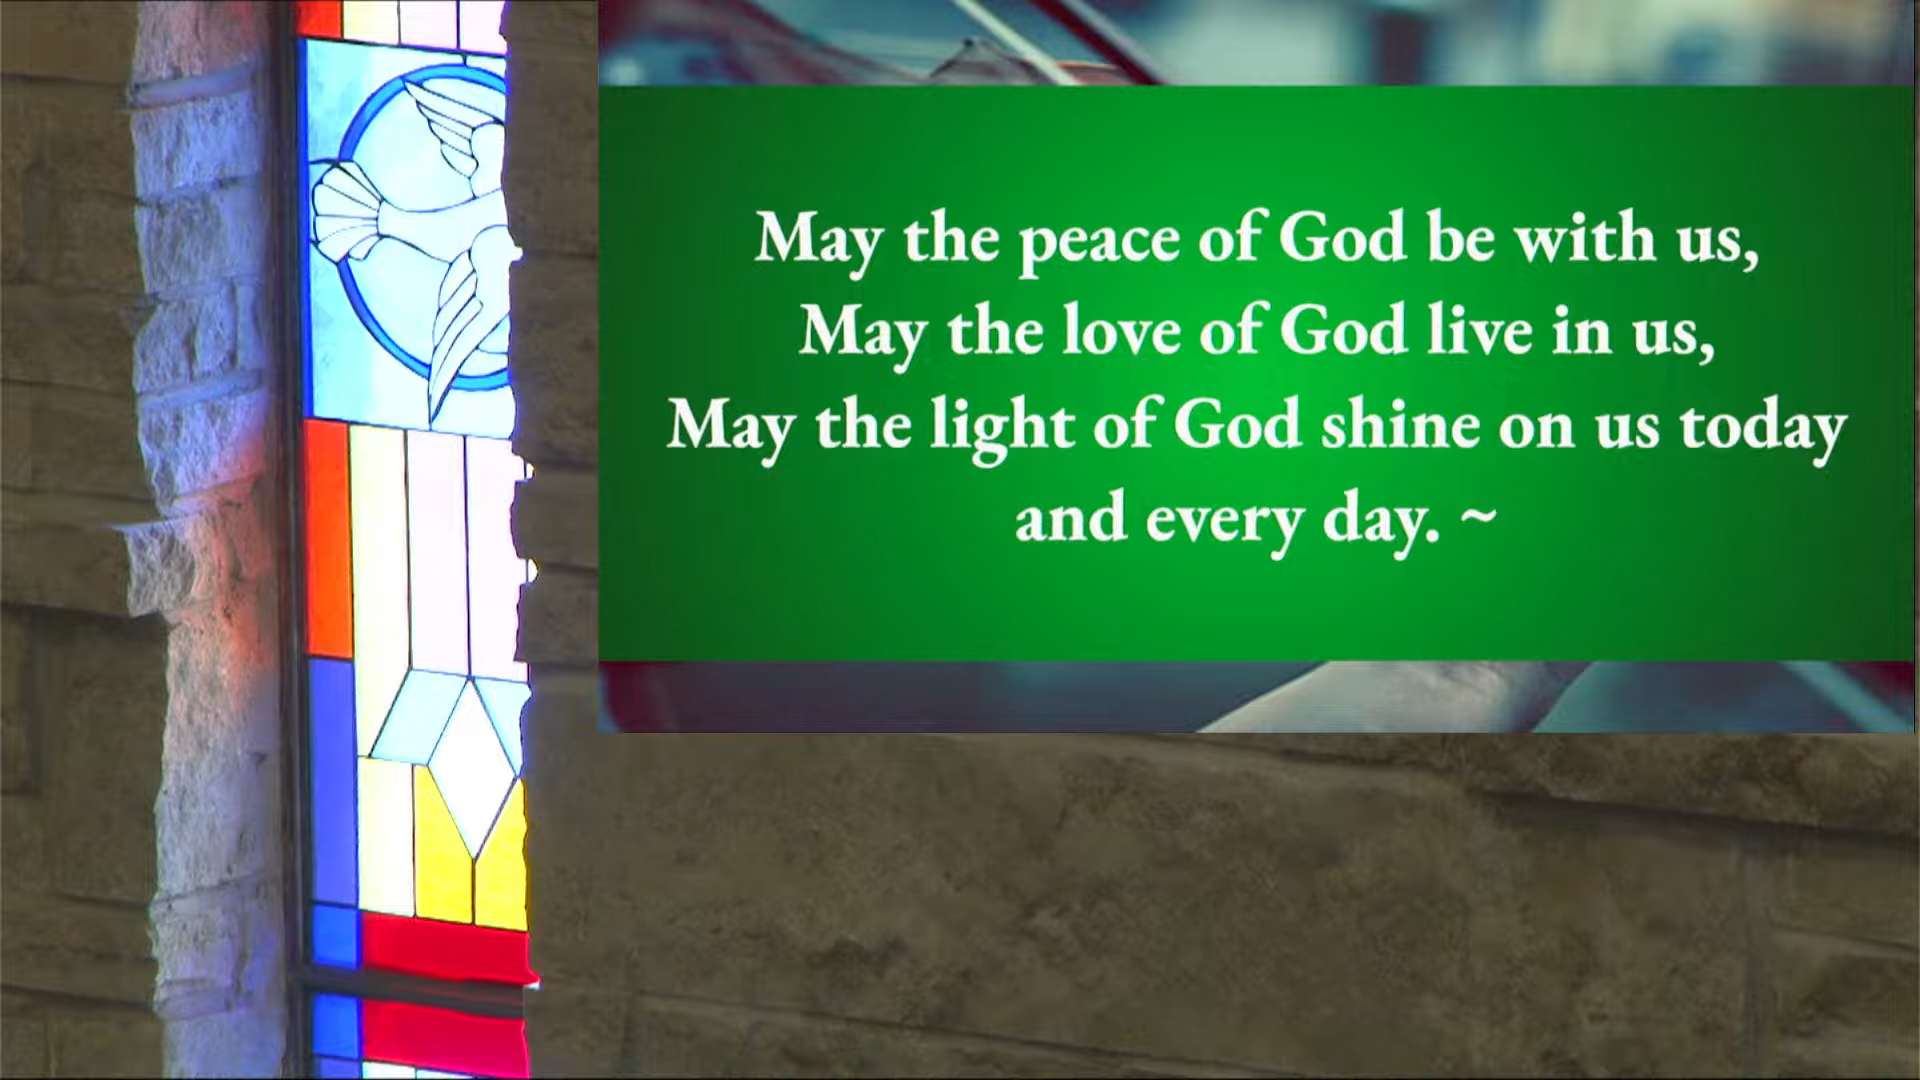 May the peace of God be with us,
May the love of God live in us,
May the light of God shine on us today
and every day. ~